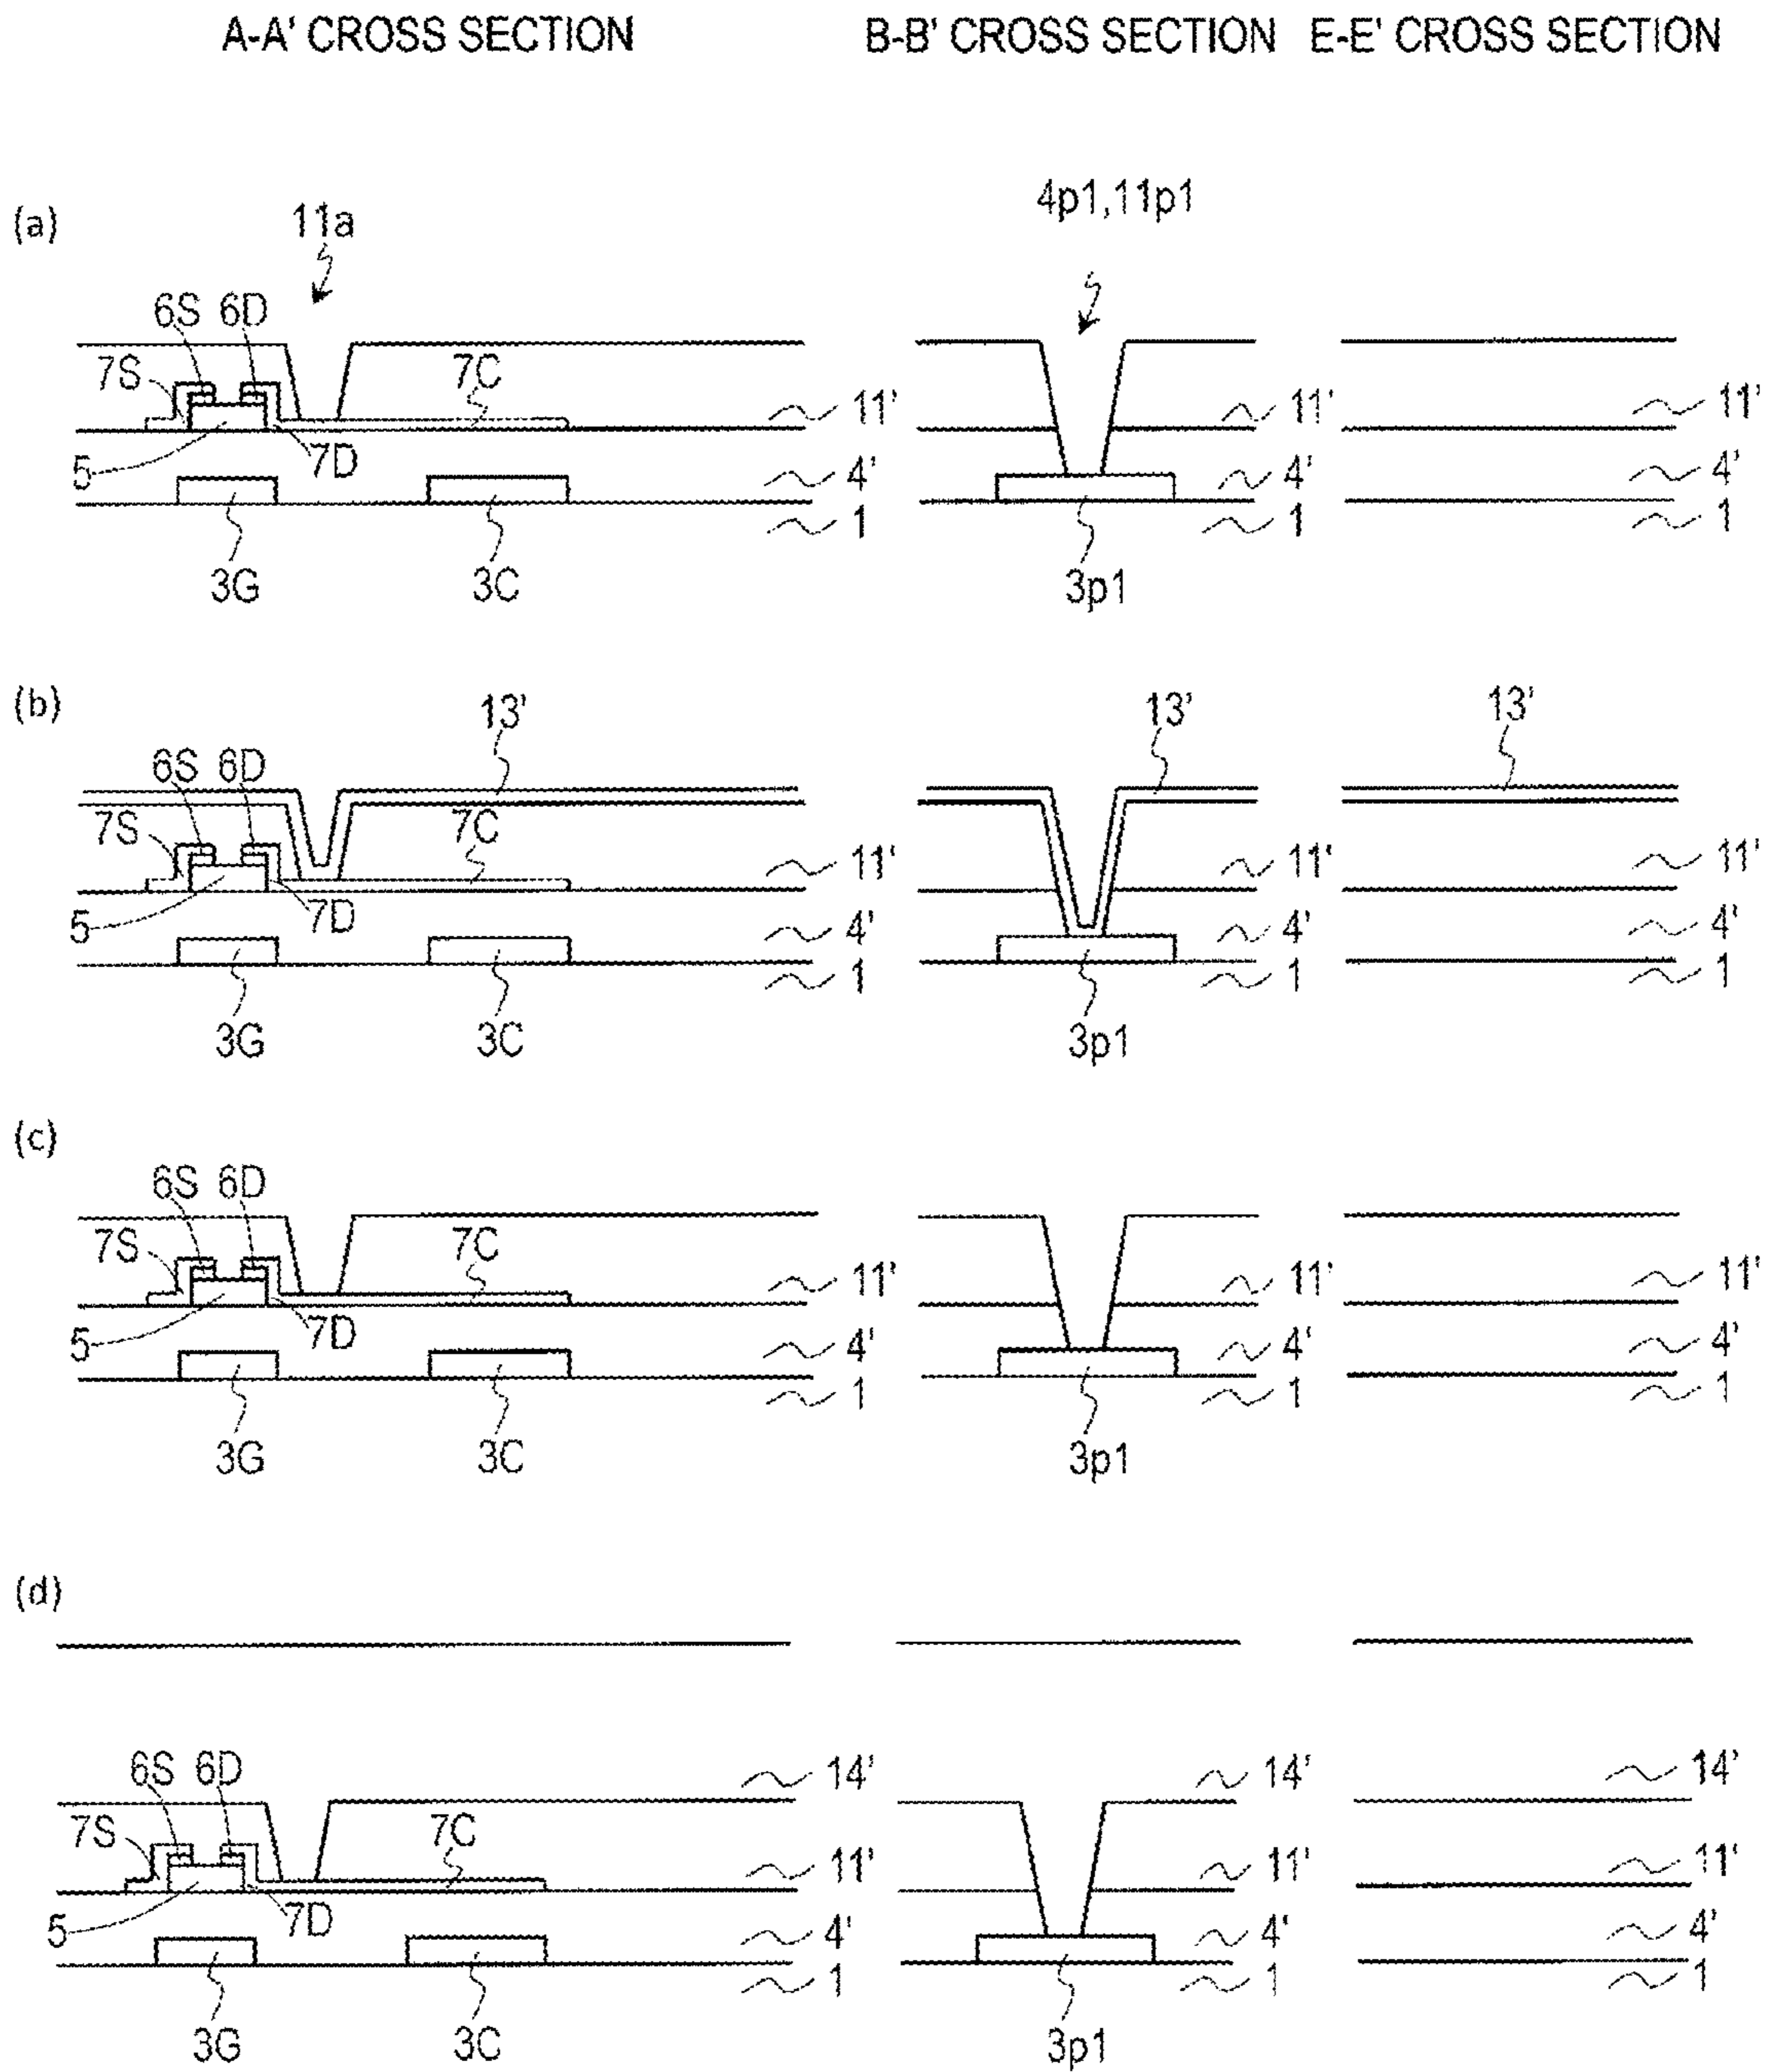 A-A' CROSS SECTION B-B' CROSS SECTION E-E' CROSS SECTION
(a)
11a 4p1,11p1
6S 6D
7S 7C
11' 11' 11'
5 7D 4' 4' 4'
1 1 1
3G 3C 3p1
(b)
13' 13' 13'
6S 6D
7S 7C
11' 11' 11'
5 7D 4' 4' 4'
1 1 1
3G 3C 3p1
(c)
6S 6D
7S 7C
11' 11' 11'
5 7D 4' 4' 4'
1 1 1
3G 3C 3p1
(d)
6S 6D 14' 14' 14'
7S 7C
11' 11' 11'
5 7D 4' 4' 4'
1 1 1
3G 3C 3p1